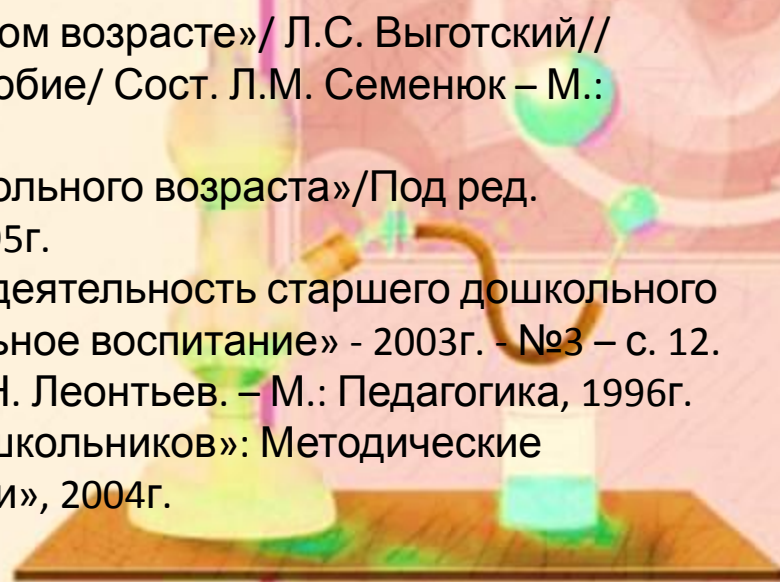 ом возрасте»/ Л.С. Выготский//
обие/ Сост. Л.М. Семенюк – М.:
ольного возраста»/Под ред.
5г.
деятельность старшего дошкольного
ьное воспитание» - 2003г. - №3 – с. 12.
Н. Леонтьев. – М.: Педагогика, 1996г.
школьников»: Методические
и», 2004г.